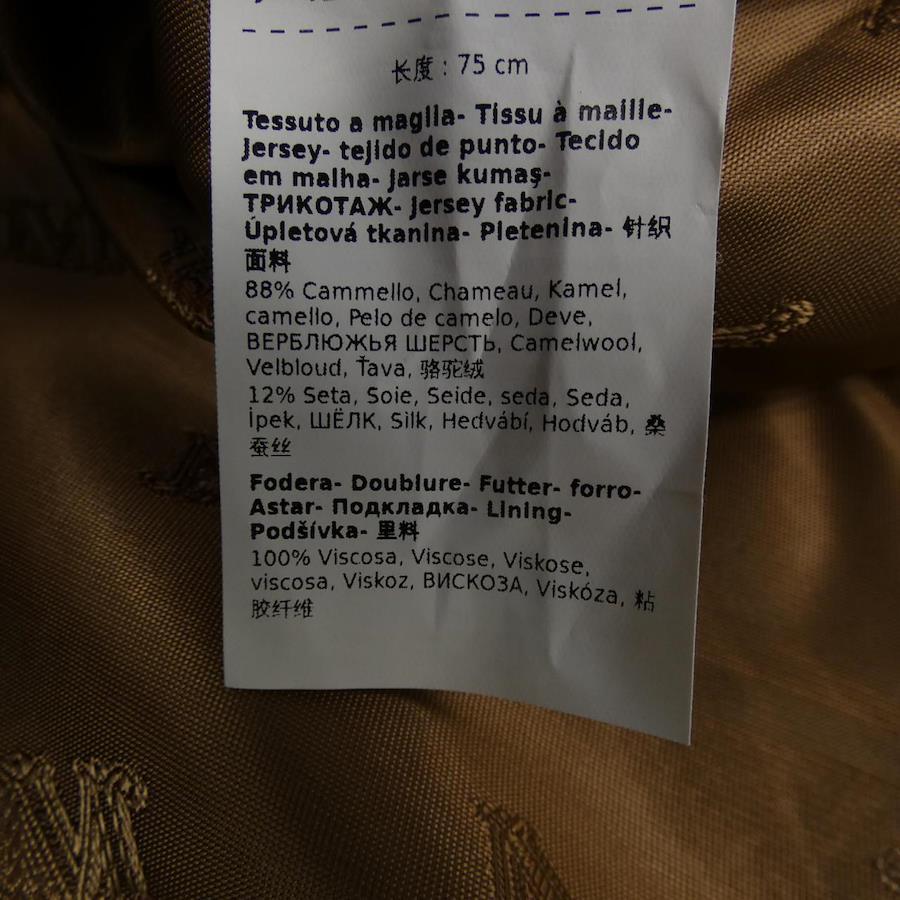 长度 : 75 cm
Tessuto a maglia- Tissu à maille-
Jersey- tejido de punto- Tecido
em malha- Jarse kumaş-
ТРИКОТАЖ- Jersey fabric-
Úpletová tkanina- Pletenina- 针织
面料
88% Cammello, Chameau, Kamel,
camello, Pelo de camelo, Deve,
ВЕРБЛЮЖЬЯ ШЕРСТЬ, Camelwool,
Velbloud, Ťava, 骆驼绒
12% Seta, Soie, Seide, seda, Seda,
İpek, ШЁЛК, Silk, Hedvábí, Hodváb, 桑
蚕丝
Fodera- Doublure- Futter- forro-
Astar- Подкладка- Lining-
Podšívka- 里料
100% Viscosa, Viscose, Viskose,
viscosa, Viskoz, ВИСКОЗА, Viskóza, 粘
胶纤维